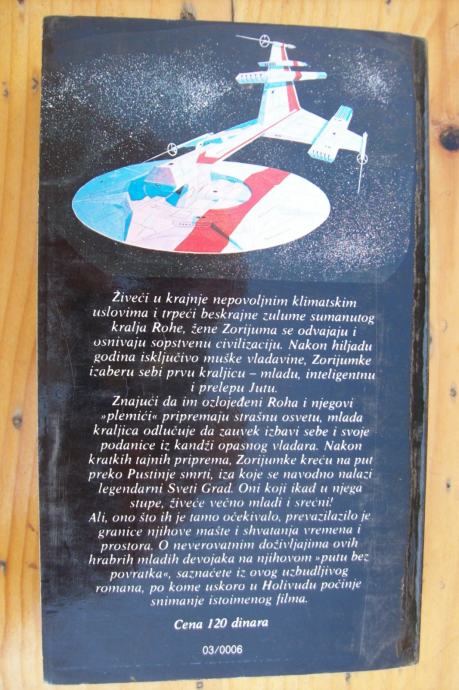 Živeći u krajnje nepovoljnim klimatskim
uslovima i trpeći beskrajne zulume sumanutog
kralja Rohe, žene Zorijuma se odvajaju i
osnivaju sopstvenu civilizaciju. Nakon hiljadu
godina isključivo muške vladavine, Zorijumke
izaberu sebi prvu kraljicu – mladu, inteligentnu
i prelepu Jutu.
Znajući da im ozlojeđeni Roha i njegovi
»plemići« pripremaju strašnu osvetu, mlada
kraljica odlučuje da zauvek izbavi sebe i svoje
podanice iz kandži opasnog vladara. Nakon
kratkih tajnih priprema, Zorijumke kreću na put
preko Pustinje smrti, iza koje se navodno nalazi
legendarni Sveti Grad. Oni koji ikad u njega
stupe, živeće večno mladi i srećni!
Ali, ono što ih je tamo očekivalo, prevazilazilo je
granice njihove mašte i shvatanja vremena i
prostora. O neverovatnim doživljajima ovih
hrabrih mladih devojaka na njihovom »putu bez
povratka«, saznaćete iz ovog uzbudljivog
romana, po kome uskoro u Holivudu počinje
snimanje istoimenog filma.
Cena 120 dinara
03/0006